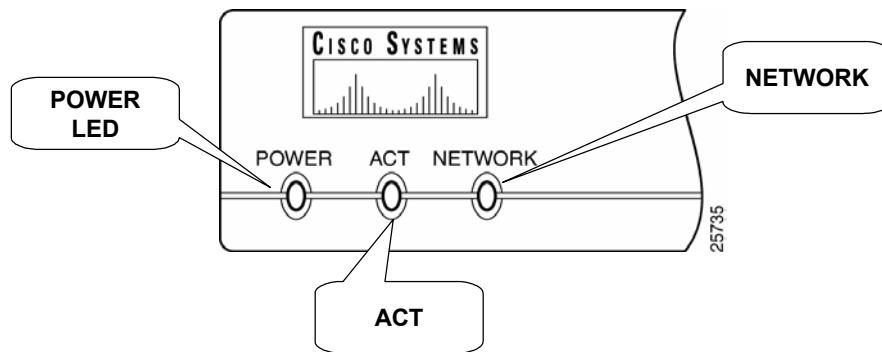 CISCO SYSTEMS
POWER
LED
NETWORK
POWER
ACT
NETWORK
25735
ACT